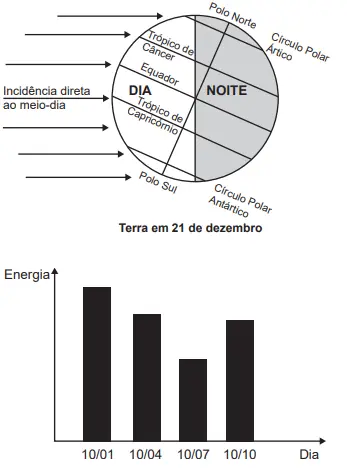 Polo Norte
Círculo Polar
Ártico
Trópico de
Câncer
Equador
Incidência direta
ao meio-dia
DIA
NOITE
Trópico de
Capricórnio
Polo Sul
Círculo Polar
Antártico
Terra em 21 de dezembro
Energia
10/01 10/04 10/07 10/10 Dia